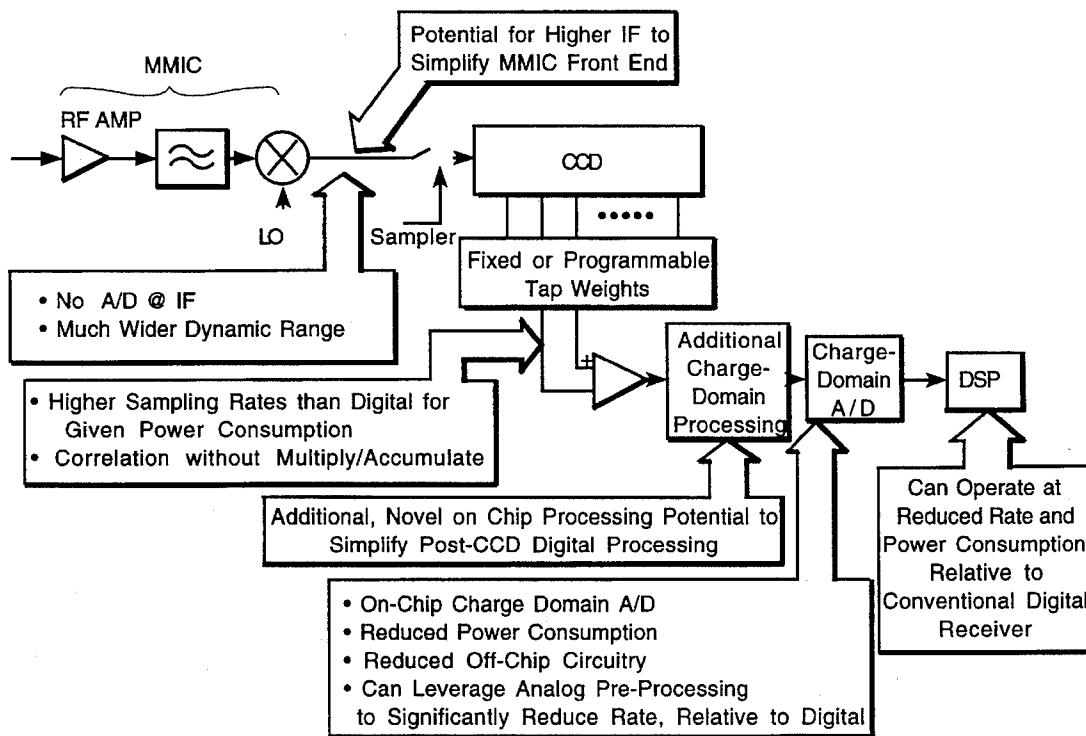 Potential for Higher IF to
Simplify MMIC Front End
MMIC
RF AMP
LO
Sampler
CCD
Fixed or Programmable
Tap Weights
• No A/D @ IF
• Much Wider Dynamic Range
• Higher Sampling Rates than Digital for
Given Power Consumption
• Correlation without Multiply/Accumulate
+
Additional
Charge-
Domain
Processing
Charge-
Domain
A/D
DSP
Additional, Novel on Chip Processing Potential to
Simplify Post-CCD Digital Processing
Can Operate at
Reduced Rate and
Power Consumption
Relative to
Conventional Digital
Receiver
• On-Chip Charge Domain A/D
• Reduced Power Consumption
• Reduced Off-Chip Circuitry
• Can Leverage Analog Pre-Processing
to Significantly Reduce Rate, Relative to Digital